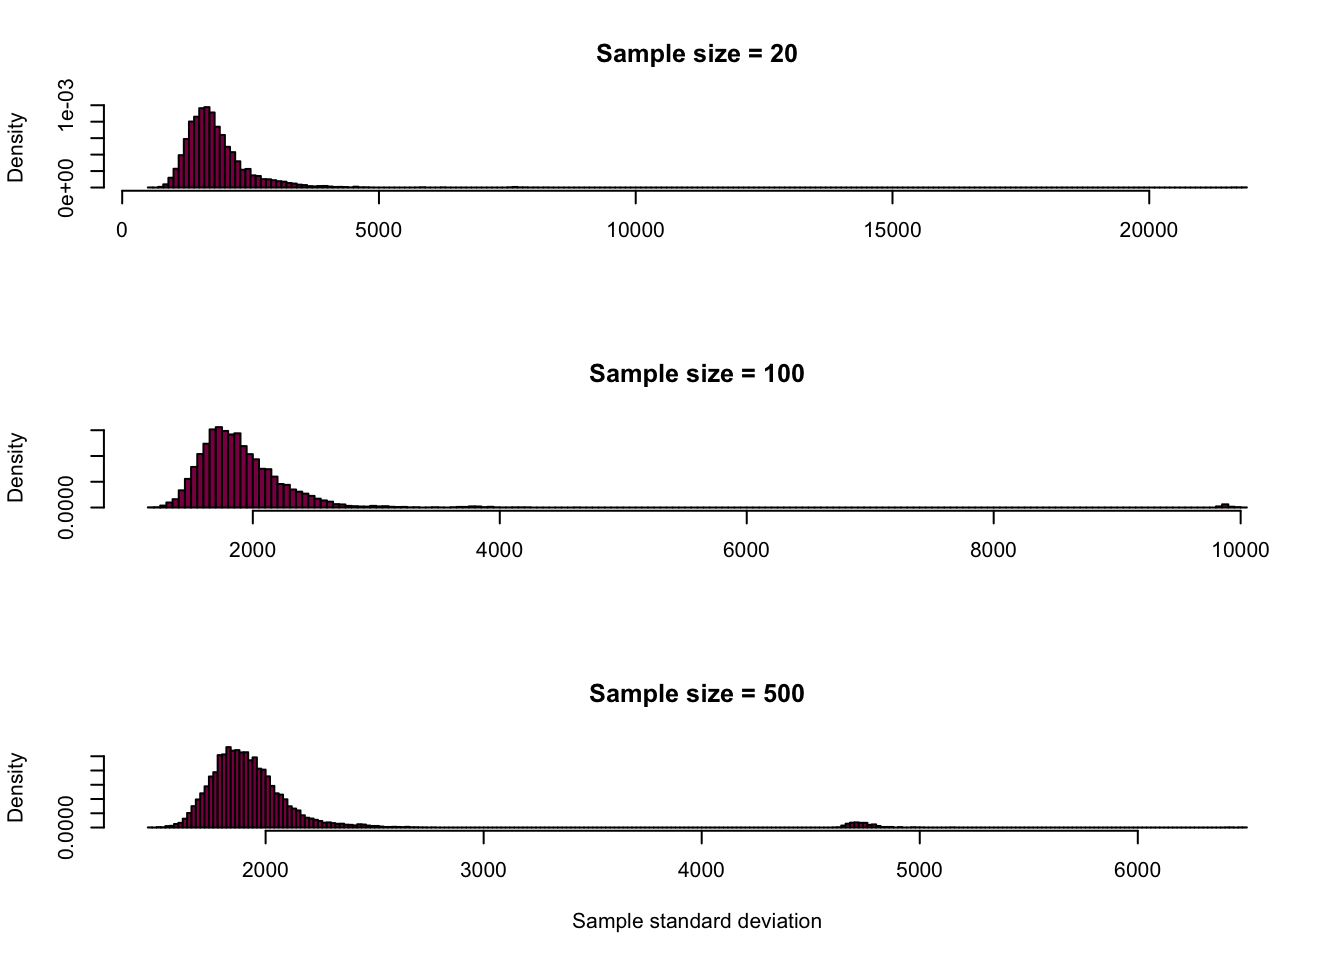 Sample size = 20
Density
0e+00 1e-03
0 5000 10000 15000 20000
Sample size = 100
Density
0.0000
2000 4000 6000 8000 10000
Sample size = 500
Density
0.00000
2000 3000 4000 5000 6000
Sample standard deviation